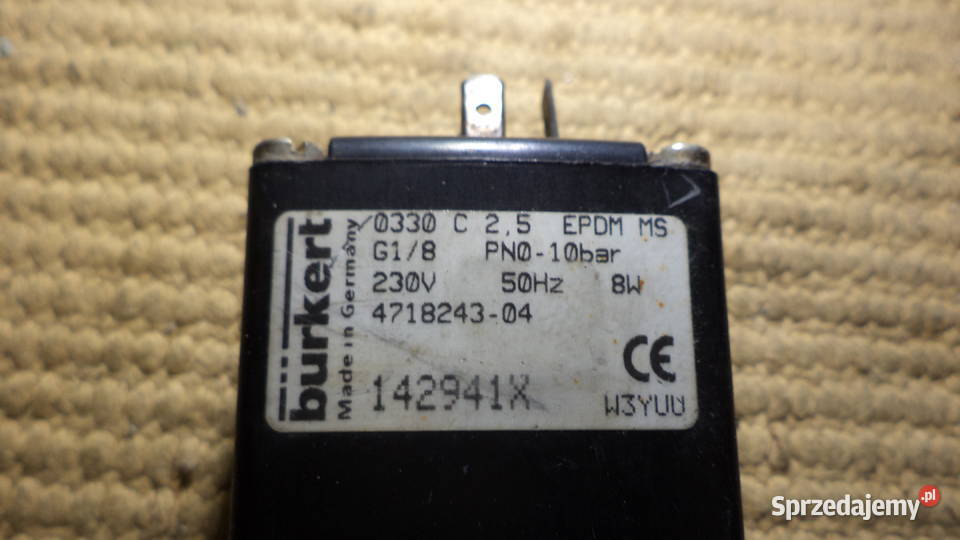 burkert
Made in Germany
0330 C 2,5 EPDM MS
G1/8 PN0-10bar
230V 50Hz 8W
4718243-04
CE
142941X
W3YUU
Sprzedajemy.pl